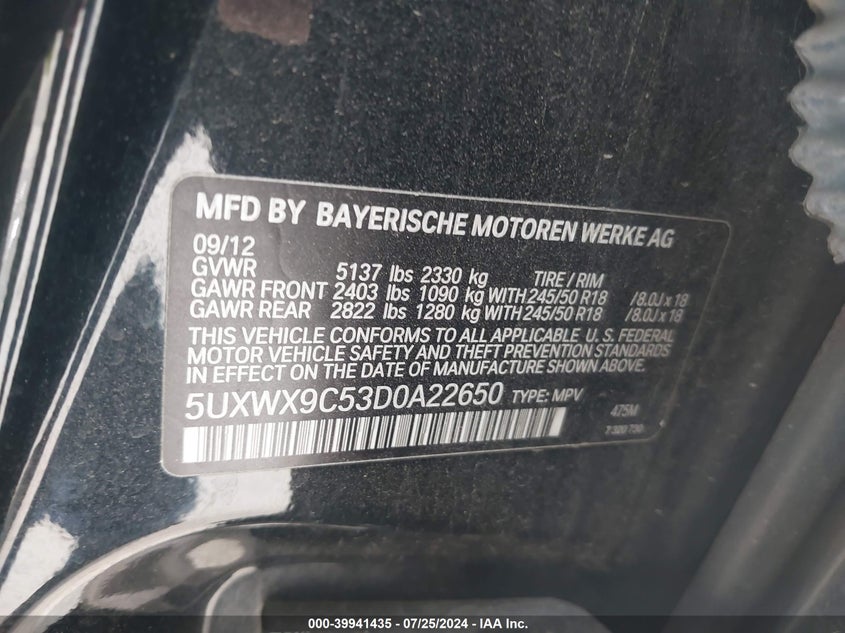 MFD BY BAYERISCHE MOTOREN WERKE AG
09/12
GVWR 5137 lbs 2330 kg TIRE / RIM
GAWR FRONT 2403 lbs 1090 kg WITH 245/50 R18 /8.0J x 18
GAWR REAR 2822 lbs 1280 kg WITH 245/50 R18 /8.0J x 18
THIS VEHICLE CONFORMS TO ALL APPLICABLE U. S. FEDERAL
MOTOR VEHICLE SAFETY AND THEFT PREVENTION STANDARDS
IN EFFECT ON THE DATE OF MANUFACTURE SHOWN ABOVE.
5UXWX9C53D0A22650 TYPE: MPV
475M
7 320 730
000-39941435 / 07/25/2024 - IAA Inc.